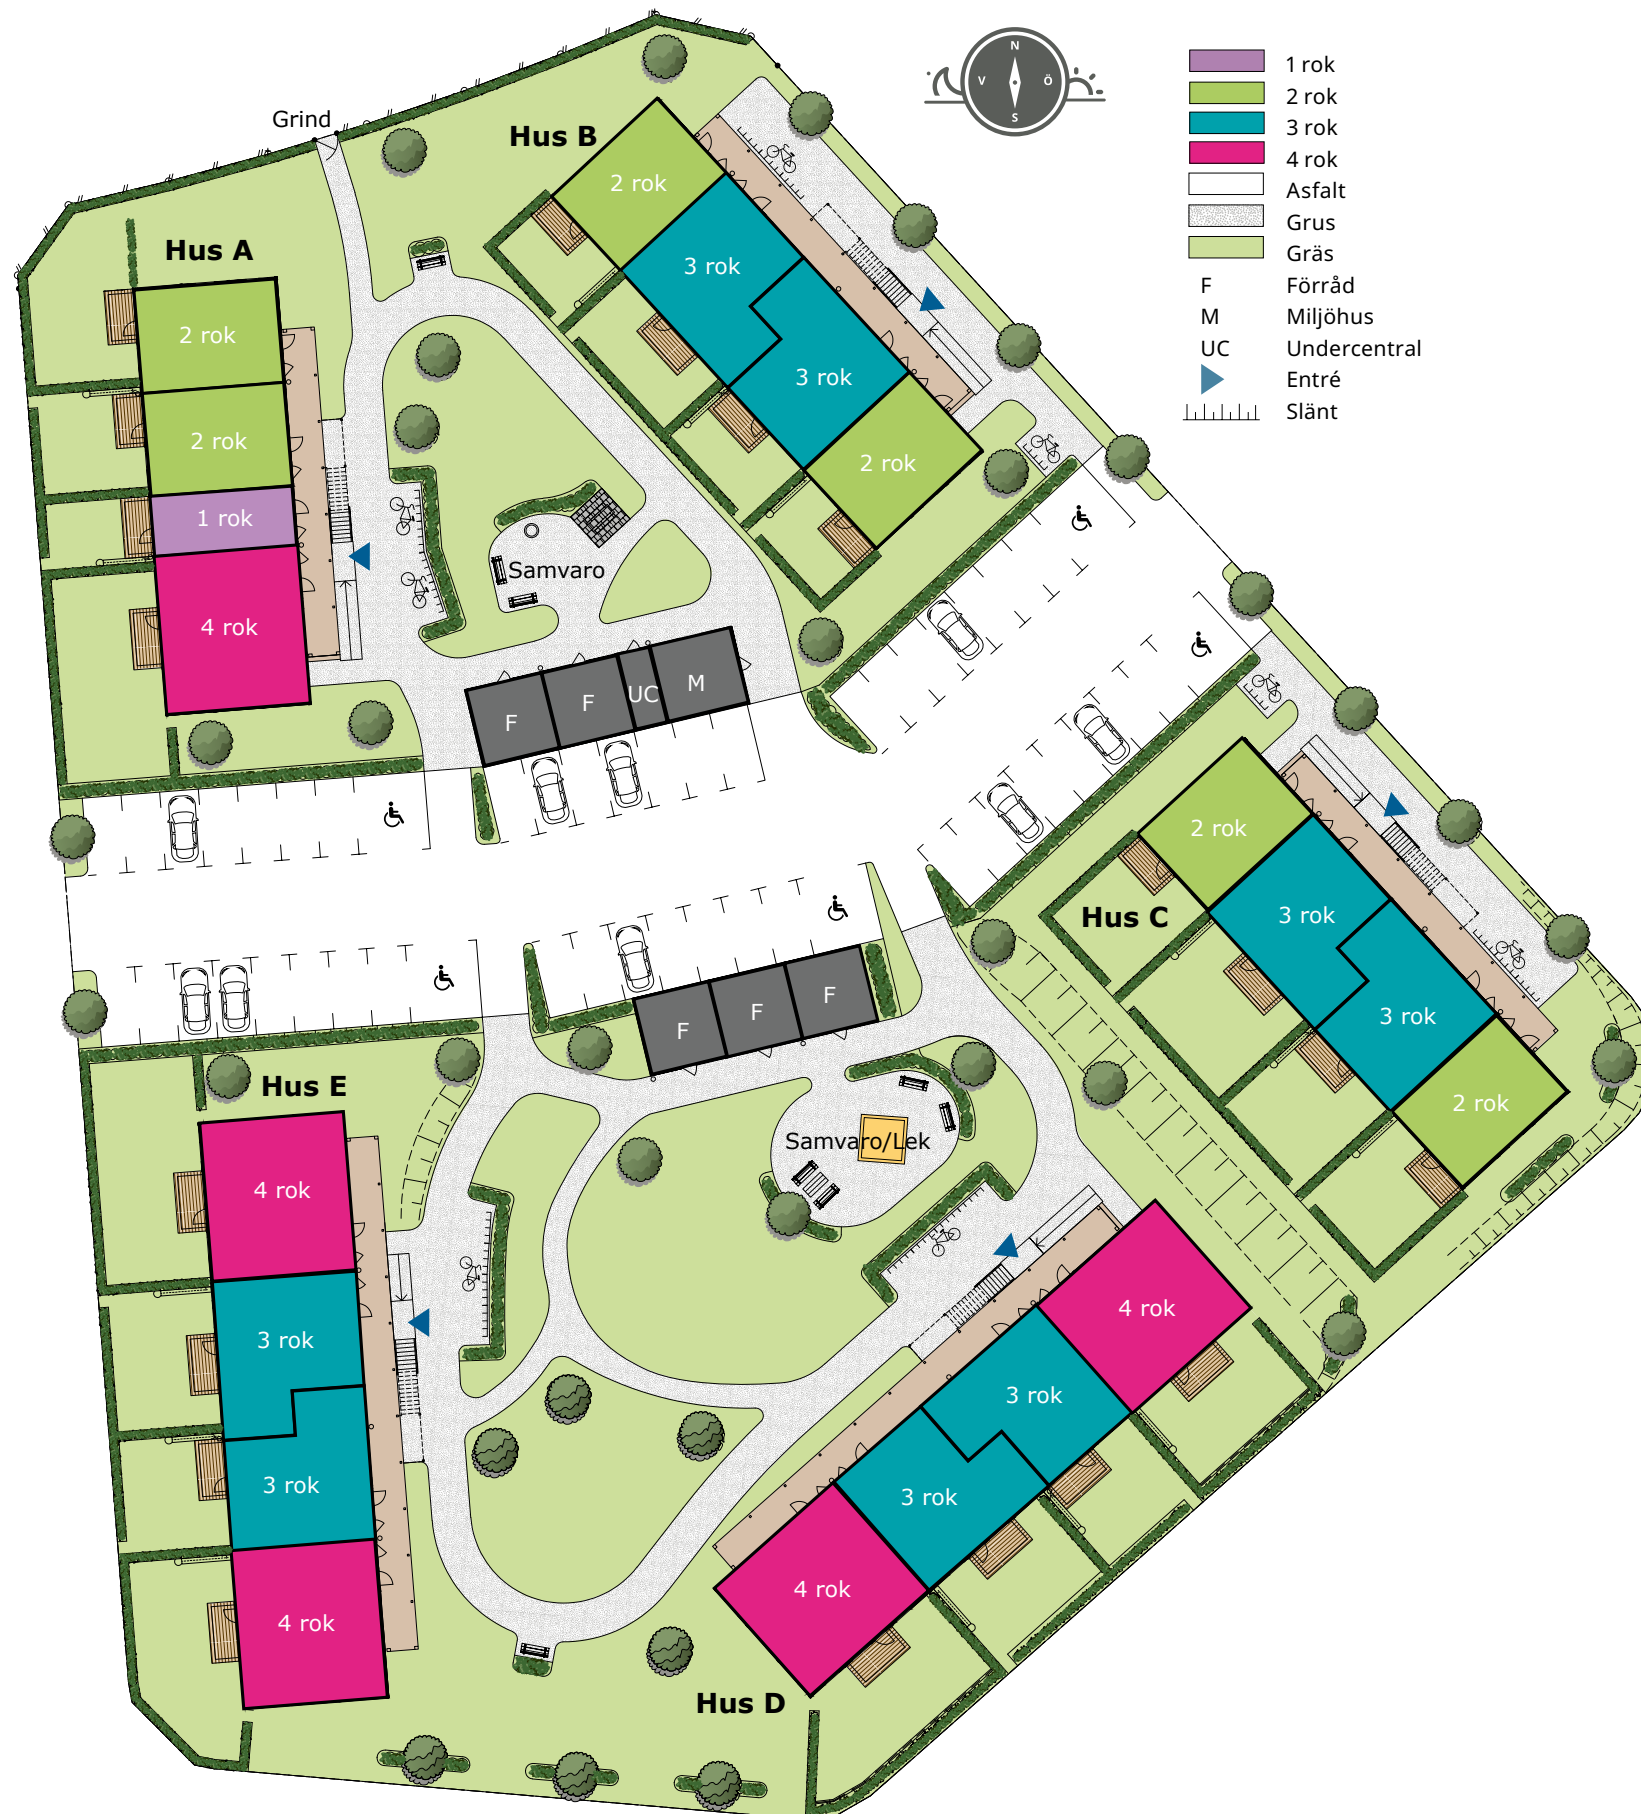 N
V
Ö
S
1 rok
2 rok
3 rok
4 rok
Asfalt
Grus
Gräs
F Förråd
M Miljöhus
UC Undercentral
Entré
Slänt
Grind
Hus B
2 rok
3 rok
3 rok
2 rok
Hus A
2 rok
2 rok
1 rok
4 rok
Samvaro
F
F
UC
M
Hus C
2 rok
3 rok
3 rok
2 rok
F
F
F
Samvaro/Lek
Hus E
4 rok
3 rok
3 rok
4 rok
4 rok
3 rok
3 rok
4 rok
Hus D